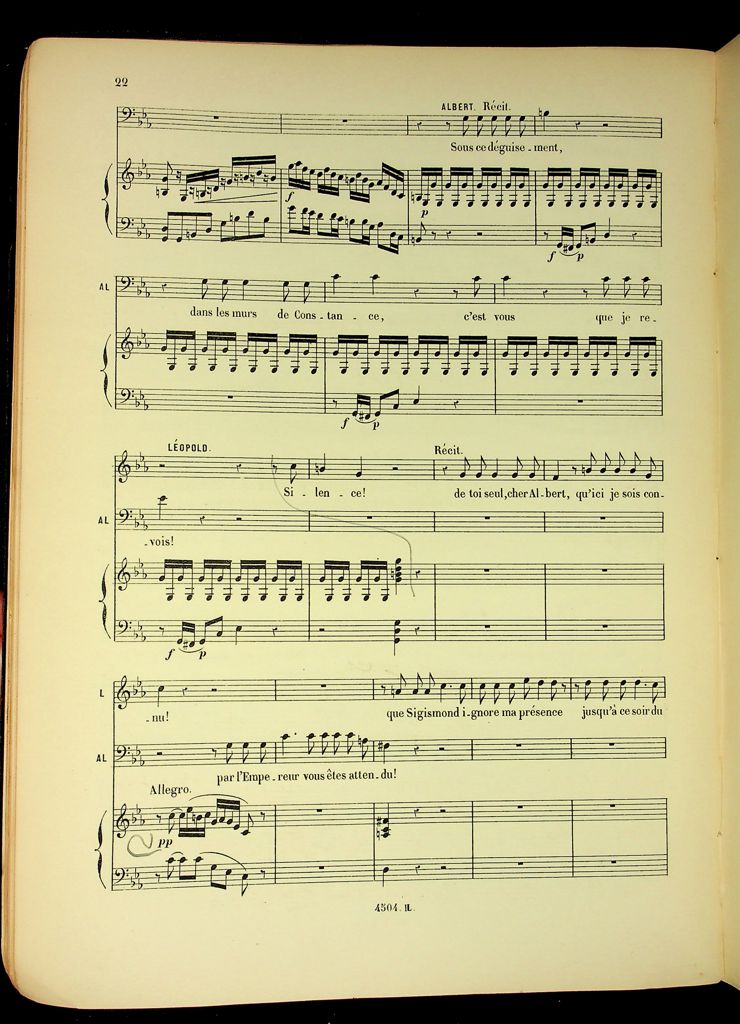 22
ALBERT. Récit.
Sous ce déguise - ment,
f
p
f p
AL
dans les murs de Cons - tan - ce, c'est vous que je re -
f p
LÉOPOLD. Récit.
Si - len - ce! de toi seul, cher Al - bert, qu'ici je sois con -
AL
- vois!
f p
L
- nu! que Sigismond i - gnore ma présence jusqu'à ce soir du
AL
par l'Empe - reur vous êtes atten - du!
Allegro.
pp
4504. H.